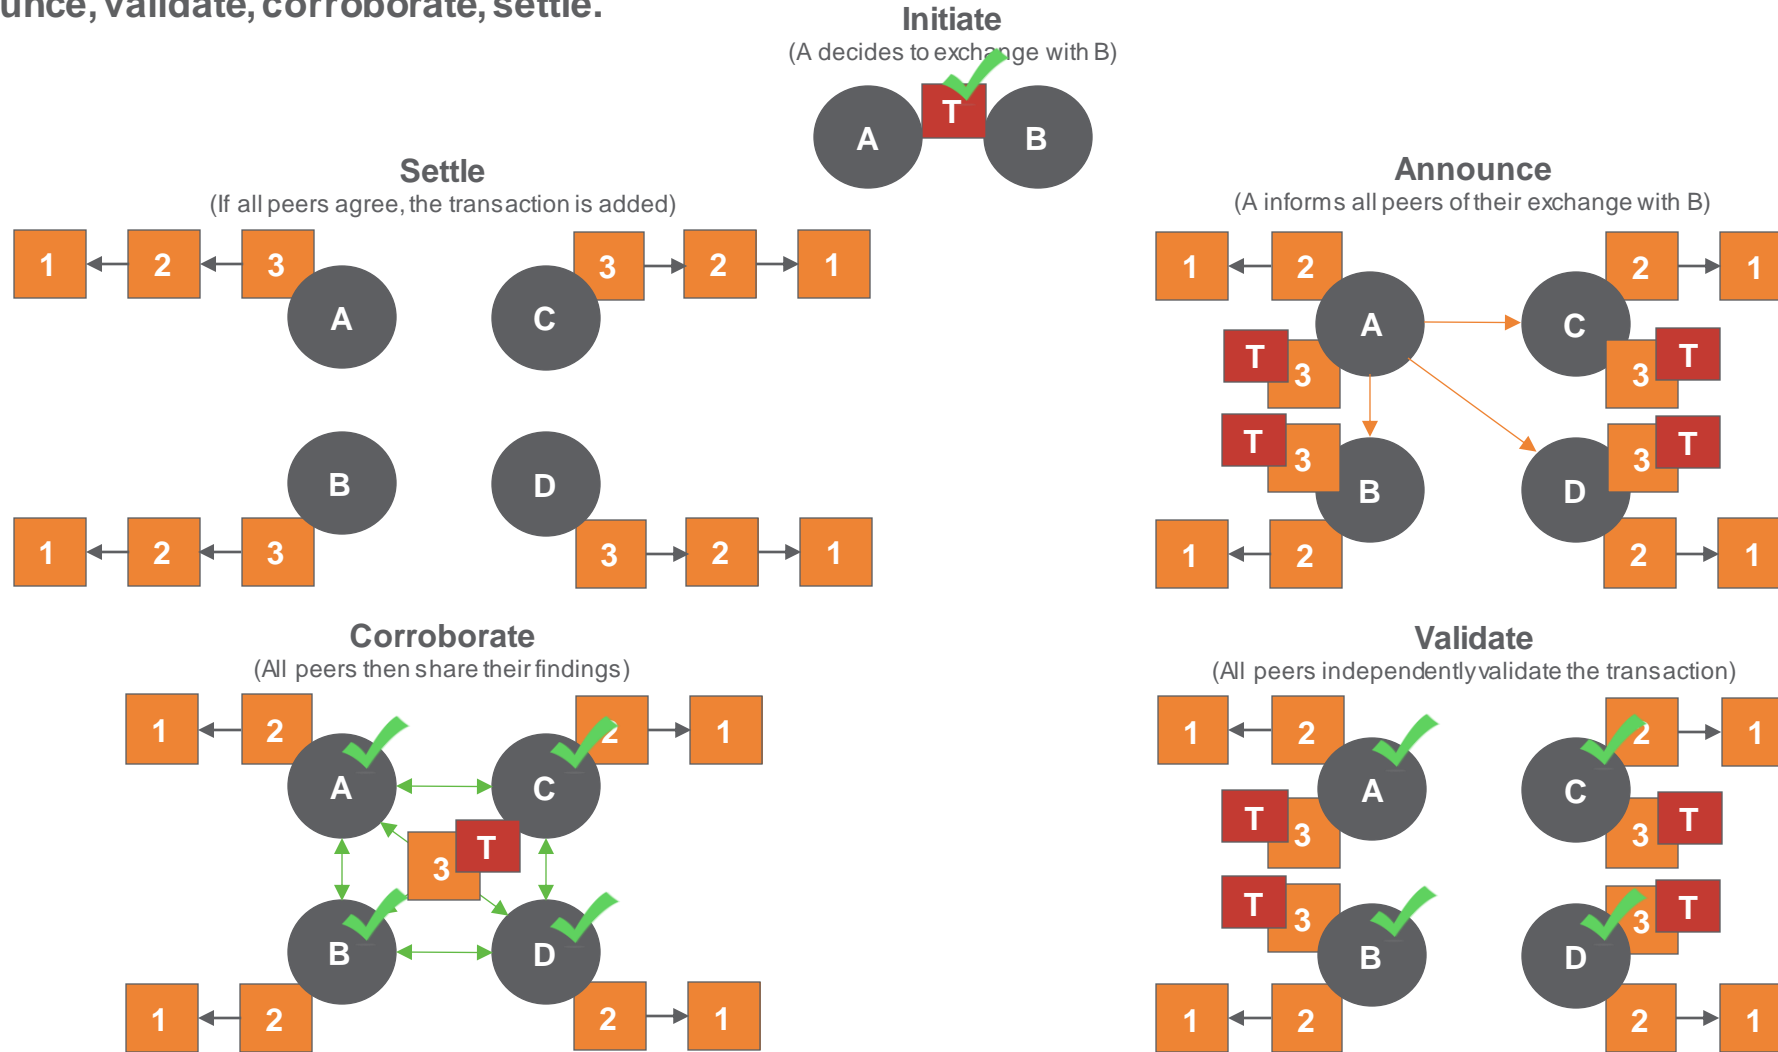 unce, validate, corroborate, settle.
Initiate
(A decides to exchange with B)
A T B
Settle
(If all peers agree, the transaction is added)
1 2 3 A
C 3 2 1
B
D
1 2 3
3 2 1
Announce
(A informs all peers of their exchange with B)
1 2
2 1
A C
T 3
3 T
T 3
3 T
B D
1 2
2 1
Corroborate
(All peers then share their findings)
1 2
2 1
A C
3 T
B D
1 2
2 1
Validate
(All peers independently validate the transaction)
1 2
2 1
A C
T 3
3 T
T 3
3 T
B D
1 2
2 1